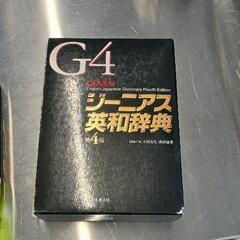 G4
GENIUS
English-Japanese Dictionary Fourth Edition
ジーニアス
英和辞典
第4版